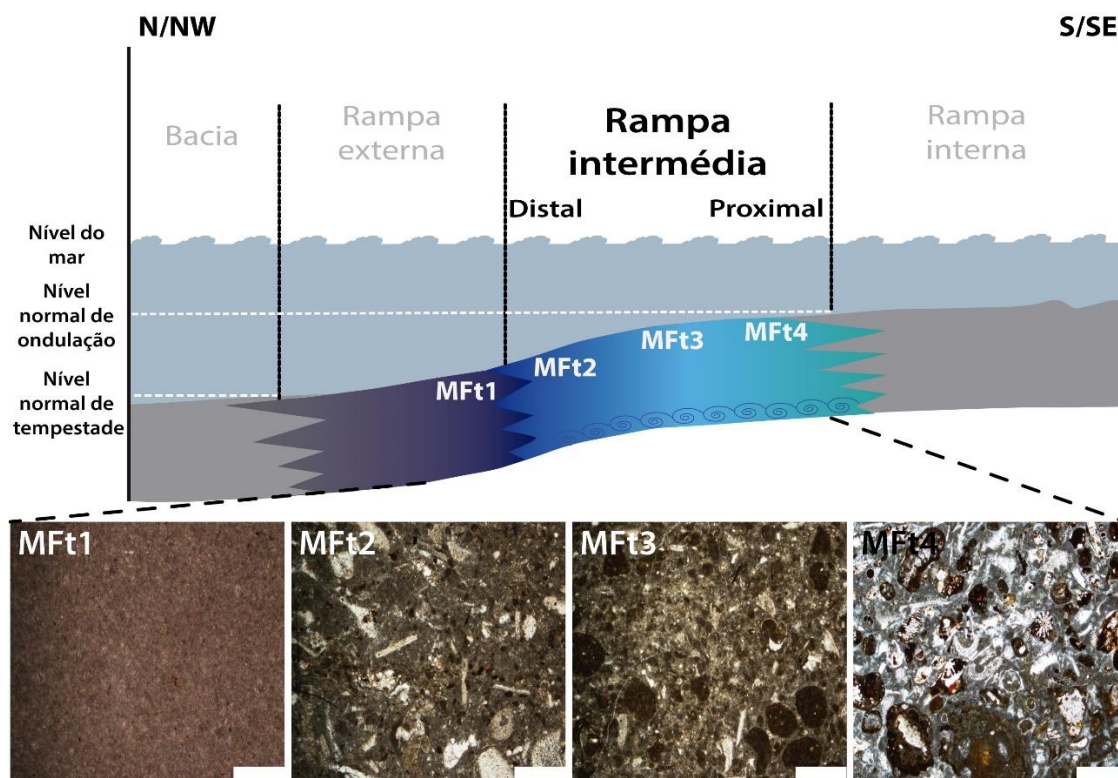 N/NW
S/SE
Bacia
Rampa
externa
Rampa
intermédia
Rampa
interna
Distal
Proximal
Nível do
mar
Nível
normal de
ondulação
Nível
normal de
tempestade
MFt1
MFt2
MFt3
MFt4
MFt1
MFt2
MFt3
MFt4